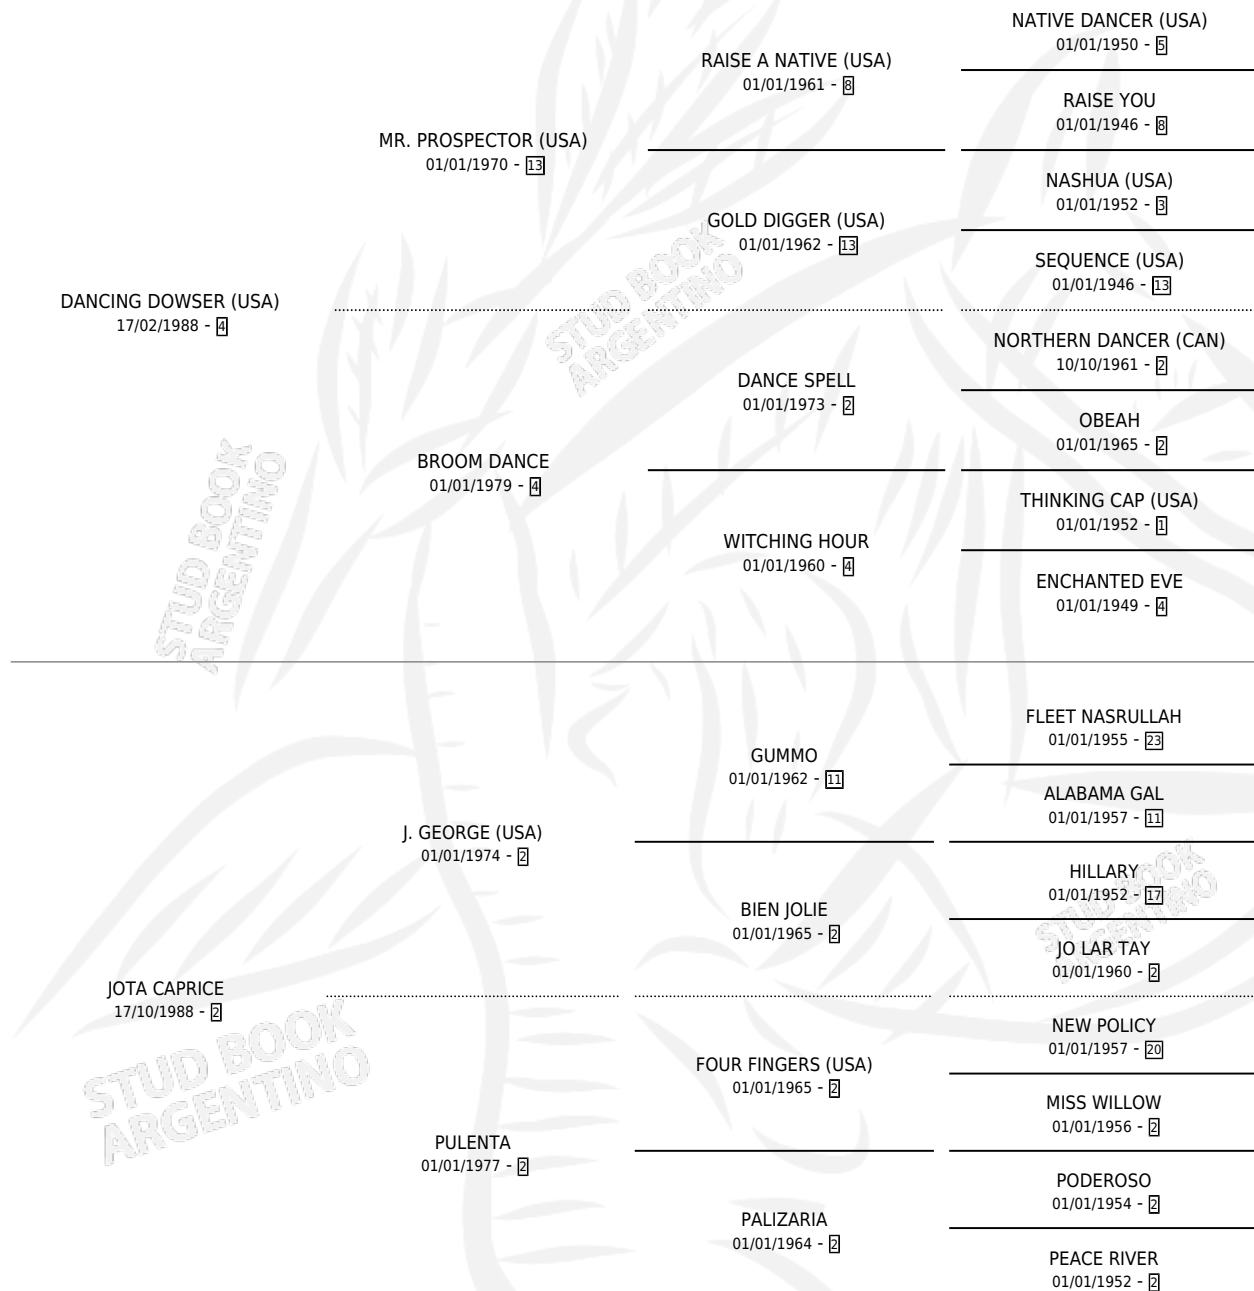 NATIVE DANCER (USA)
01/01/1950 - 5
RAISE A NATIVE (USA)
01/01/1961 - 8
RAISE YOU
01/01/1946 - 8
MR. PROSPECTOR (USA)
01/01/1970 - 13
NASHUA (USA)
01/01/1952 - 3
GOLD DIGGER (USA)
01/01/1962 - 13
SEQUENCE (USA)
01/01/1946 - 13
DANCING DOWSER (USA)
17/02/1988 - 4
NORTHERN DANCER (CAN)
10/10/1961 - 2
DANCE SPELL
01/01/1973 - 2
OBEAH
01/01/1965 - 2
BROOM DANCE
01/01/1979 - 4
THINKING CAP (USA)
01/01/1952 - 1
WITCHING HOUR
01/01/1960 - 4
ENCHANTED EVE
01/01/1949 - 4
STUD BOOK
ARGENTINO
STUD BOOK
ARGENTINO
FLEET NASRULLAH
01/01/1955 - 23
GUMMO
01/01/1962 - 11
ALABAMA GAL
01/01/1957 - 11
J. GEORGE (USA)
01/01/1974 - 2
HILLARY
01/01/1952 - 17
BIEN JOLIE
01/01/1965 - 2
JO LAR TAY
01/01/1960 - 2
JOTA CAPRICE
17/10/1988 - 2
NEW POLICY
01/01/1957 - 20
FOUR FINGERS (USA)
01/01/1965 - 2
MISS WILLOW
01/01/1956 - 2
PULENTA
01/01/1977 - 2
PODEROSO
01/01/1954 - 2
PALIZARIA
01/01/1964 - 2
PEACE RIVER
01/01/1952 - 2
STUD BOOK
ARGENTINO
STUD BOOK
ARGENTINO